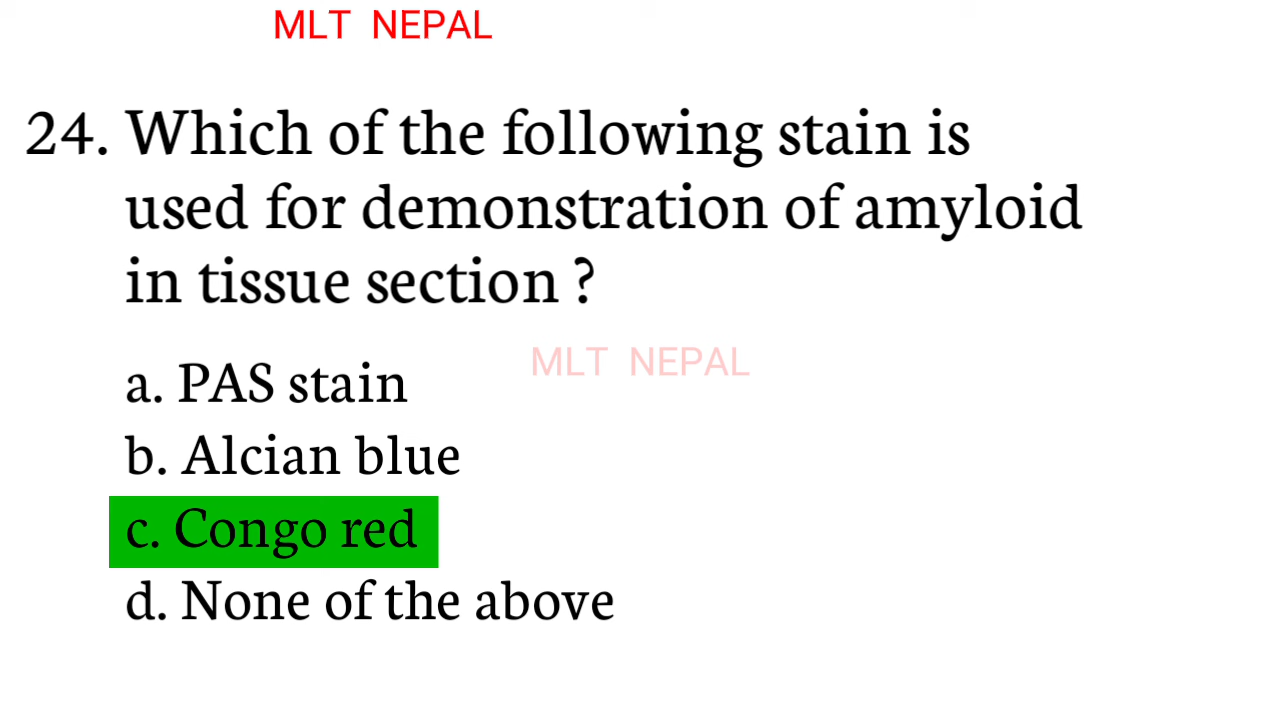 MLT NEPAL
24. Which of the following stain is
used for demonstration of amyloid
in tissue section ?
MLT NEPAL
a. PAS stain
b. Alcian blue
c. Congo red
d. None of the above